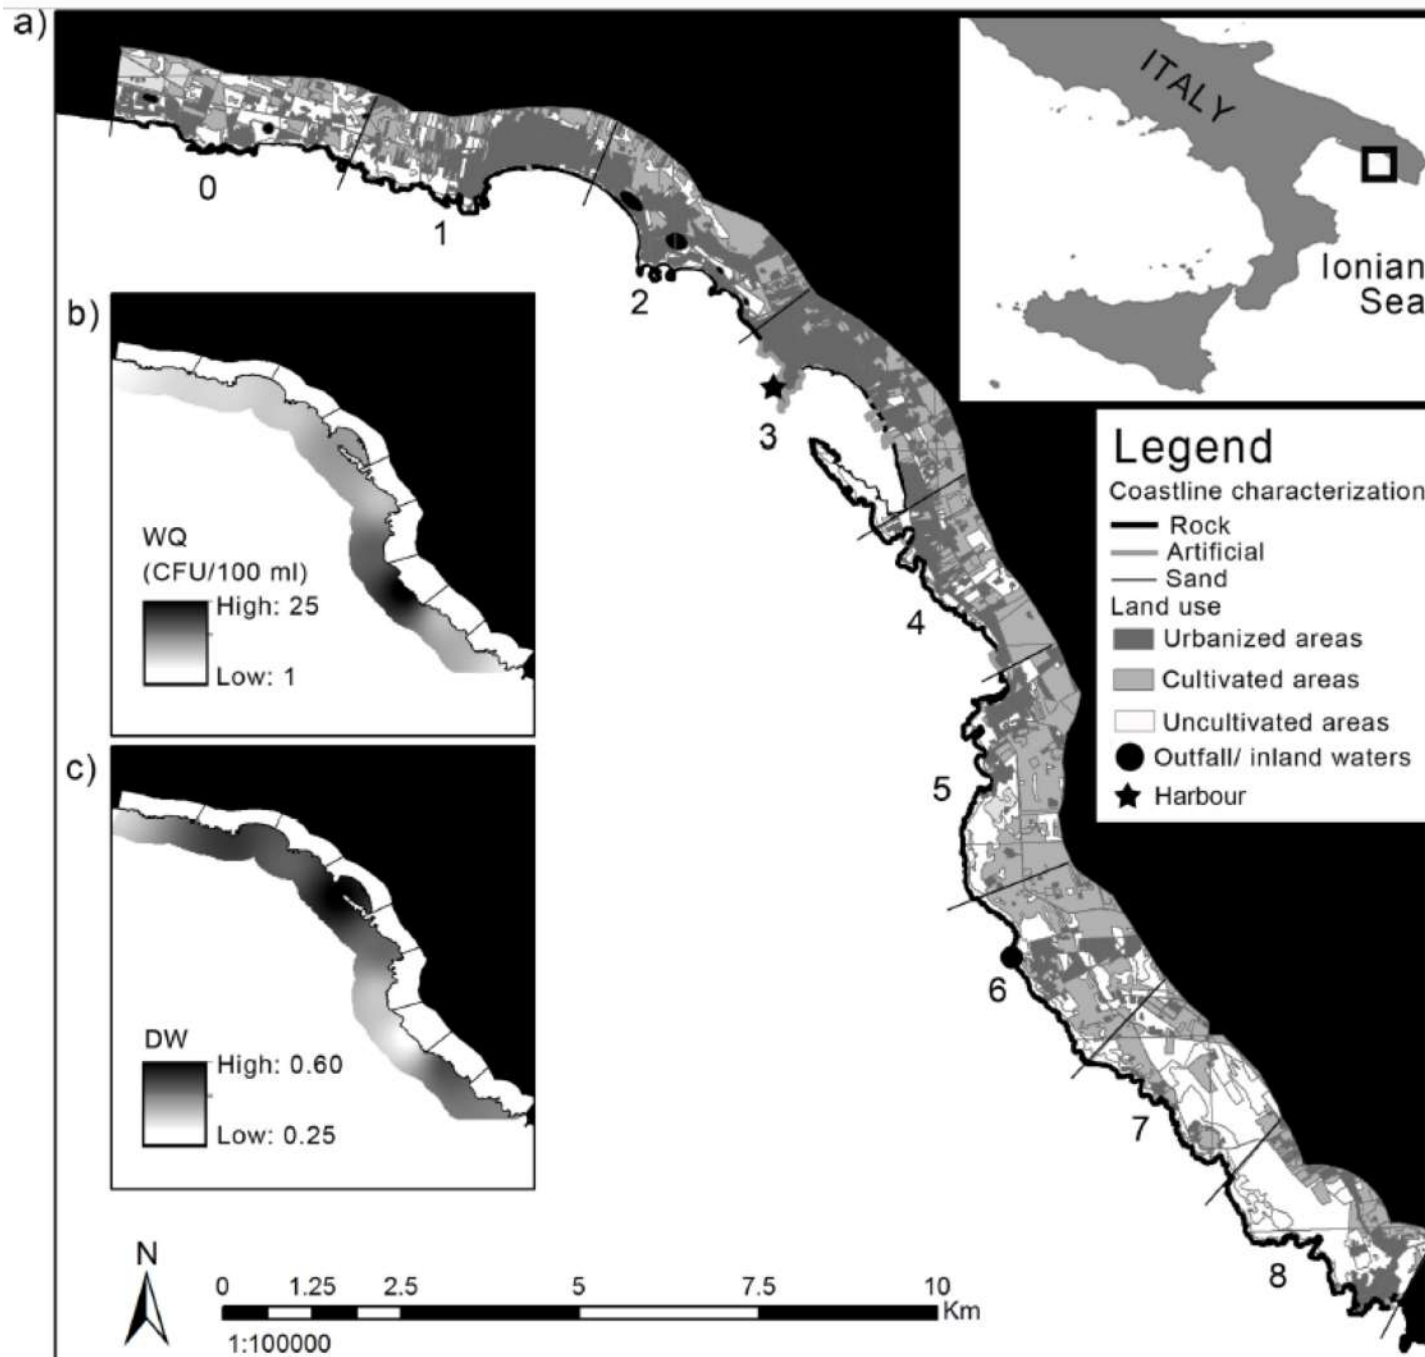 a)
ITALY
Ionian
Sea
0
1
2
3
4
5
6
7
8
b)
WQ
(CFU/100 ml)
High: 25
Low: 1
c)
DW
High: 0.60
Low: 0.25
Legend
Coastline characterization
Rock
Artificial
Sand
Land use
Urbanized areas
Cultivated areas
Uncultivated areas
Outfall/ inland waters
Harbour
N
0 1.25 2.5 5 7.5 10
Km
1:100000